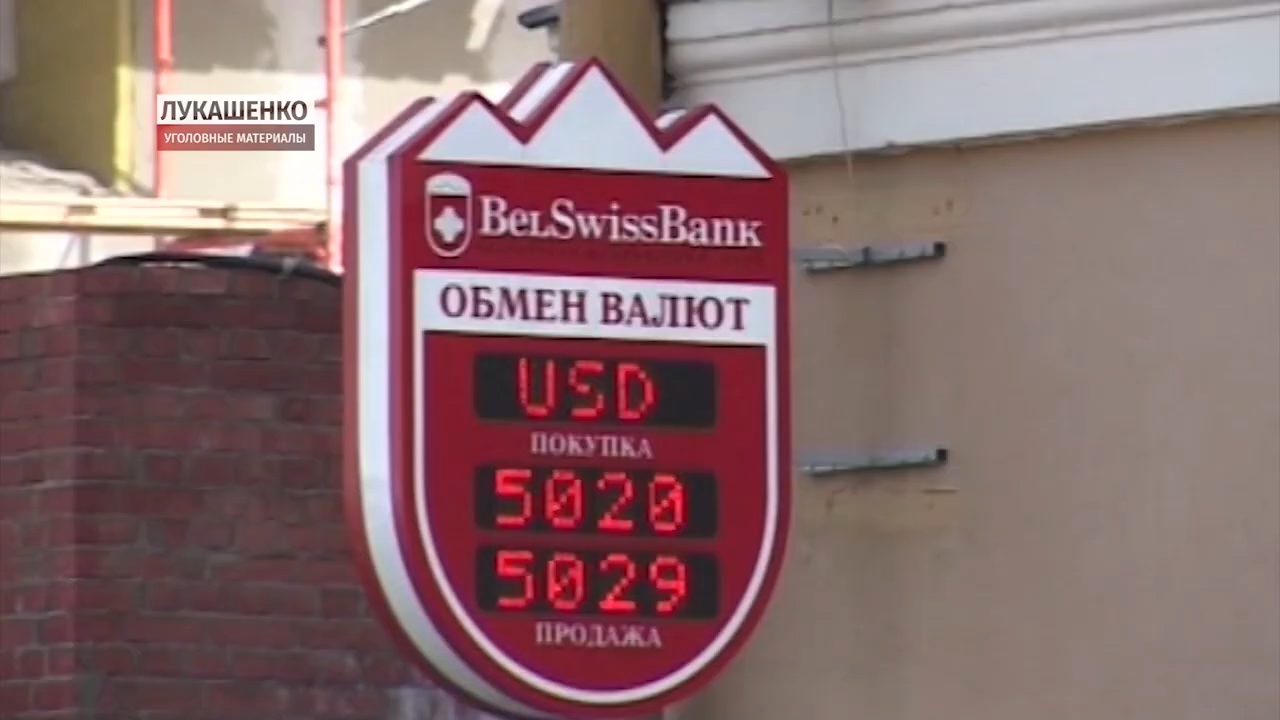 ЛУКАШЕНКО
УГОЛОВНЫЕ МАТЕРИАЛЫ
BelSwissBank
ОБМЕН ВАЛЮТ
USD
ПОКУПКА
5020
5029
ПРОДАЖА